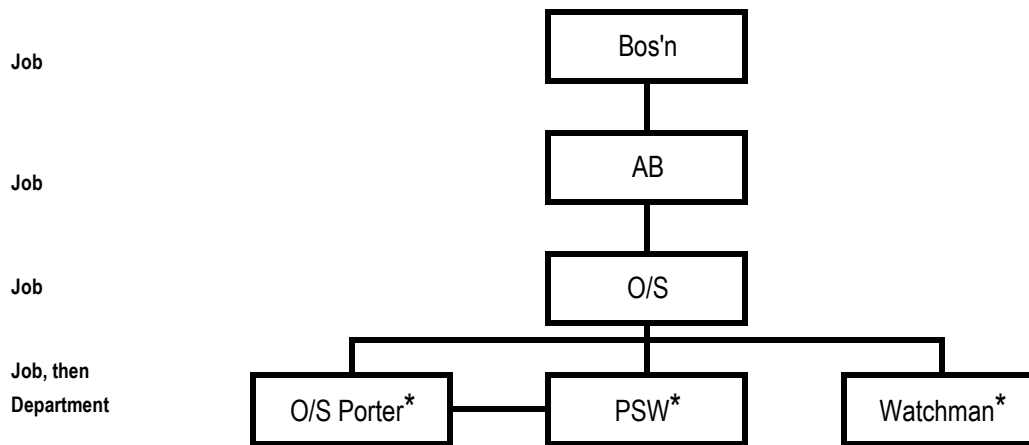 Job
Bos'n
Job
AB
Job
O/S
Job, then
Department
O/S Porter*
PSW*
Watchman*